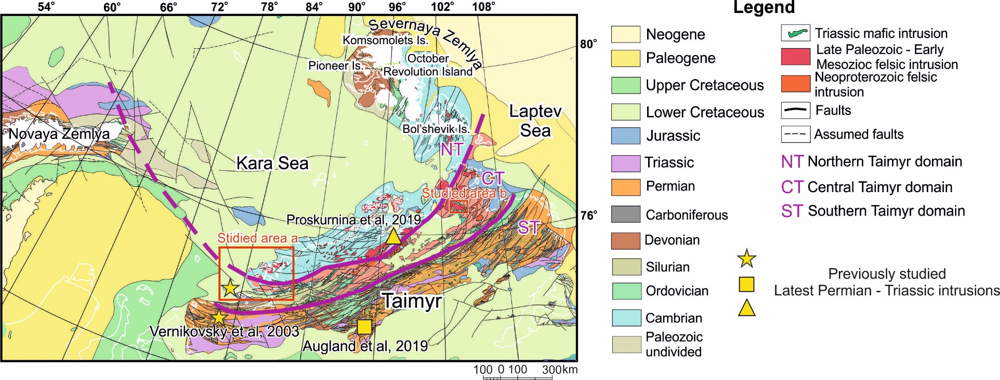 54° 60° 66° 72° 78° 84° 90° 96° 102° 108°
80°
76°
Severnaya Zemlya
Komsomolets Is.
October
Revolution Island
Pioneer Is.
Laptev
Sea
Bol'shevik Is.
Novaya Zemlya
NT
Kara Sea
CT
Studied area b
Proskurnina et al, 2019
ST
Stidied area a
Taimyr
Vernikovsky et al, 2003
Augland et al, 2019
100 0 100 300km
Legend
Neogene
Paleogene
Upper Cretaceous
Lower Cretaceous
Jurassic
Triassic
Permian
Carboniferous
Devonian
Silurian
Ordovician
Cambrian
Paleozoic
undivided
Triassic mafic intrusion
Late Paleozoic - Early
Mesozioc felsic intrusion
Neoproterozoic felsic
intrusion
Faults
Assumed faults
NT Northern Taimyr domain
CT Central Taimyr domain
ST Southern Taimyr domain
Previously studied
Latest Permian - Triassic intrusions